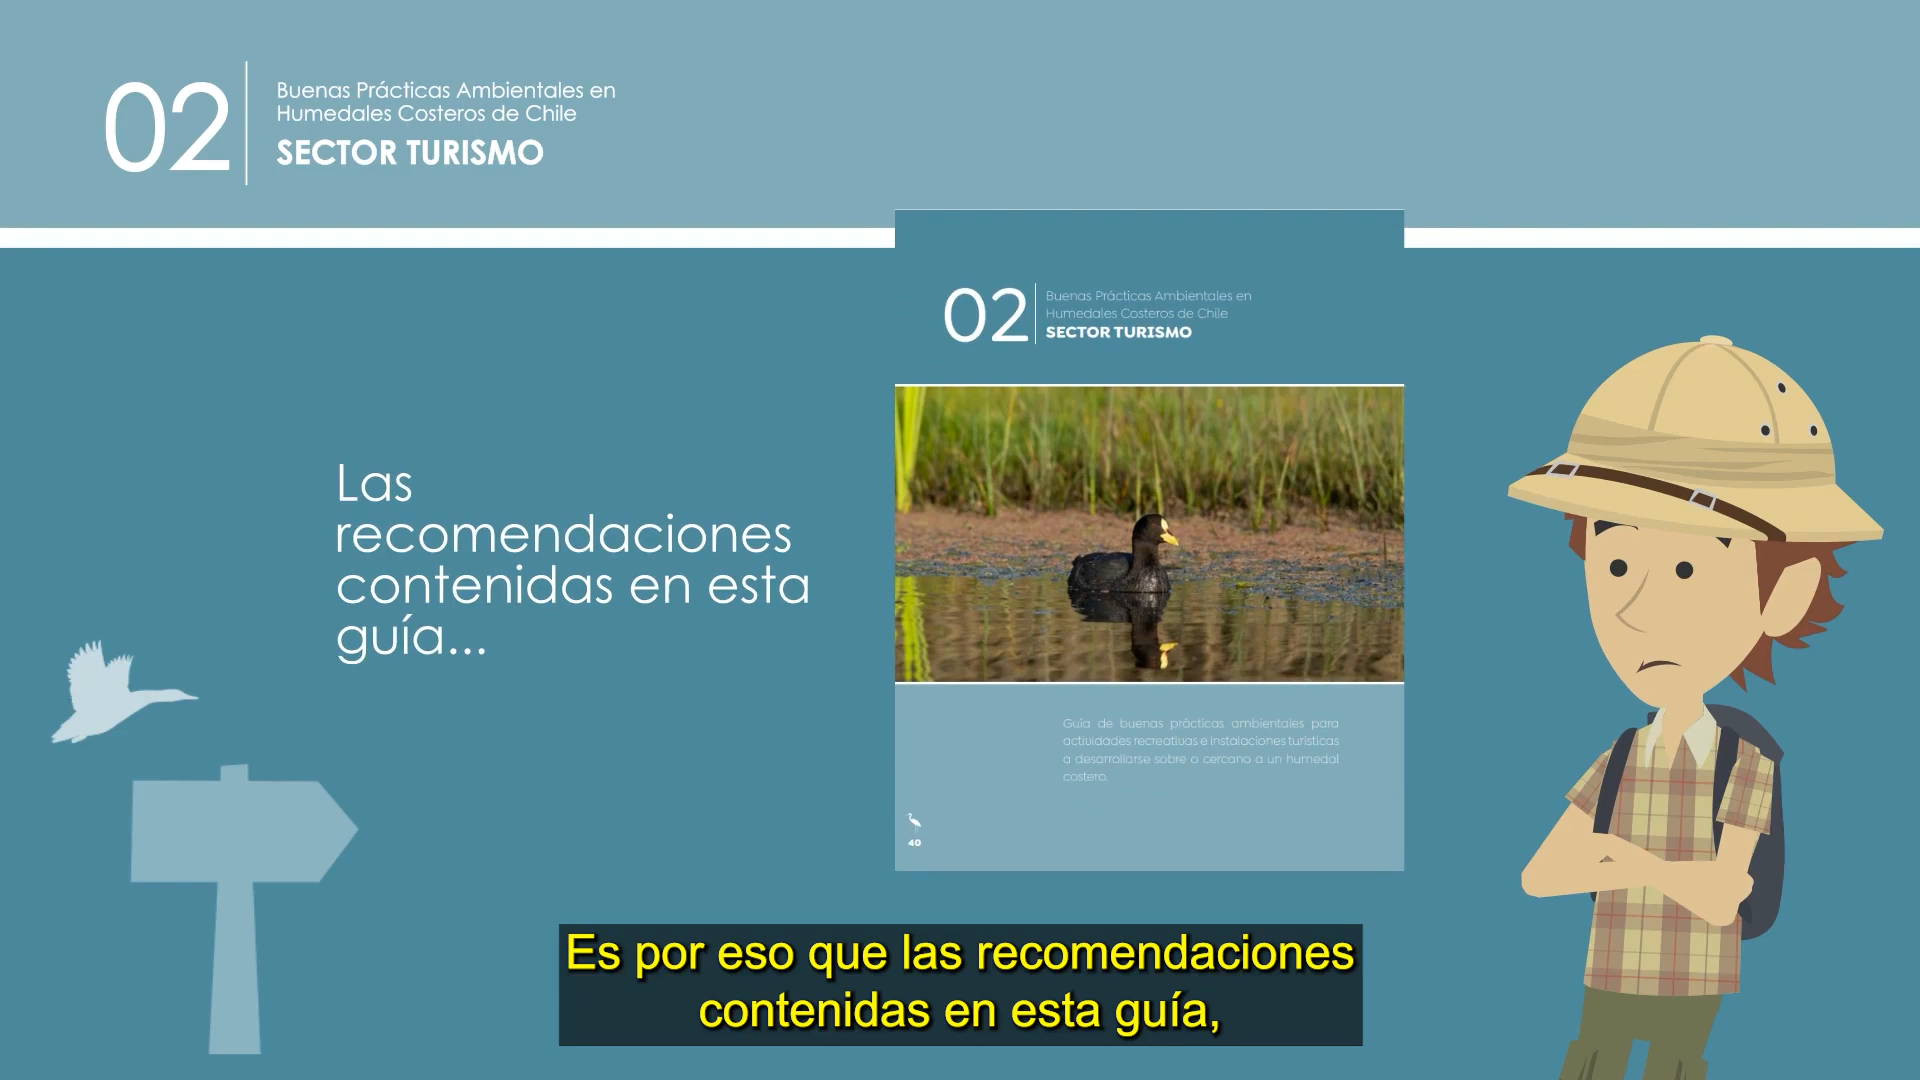 02
Buenas Prácticas Ambientales en
Humedales Costeros de Chile
SECTOR TURISMO
Las
recomendaciones
contenidas en esta
guía...
02
Buenas Prácticas Ambientales en
Humedales Costeros de Chile
SECTOR TURISMO
Guía de buenas prácticas ambientales para
actividades recreativas e instalaciones turísticas
a desarrollarse sobre o cercano a un humedal
costero.
40
Es por eso que las recomendaciones
contenidas en esta guía,